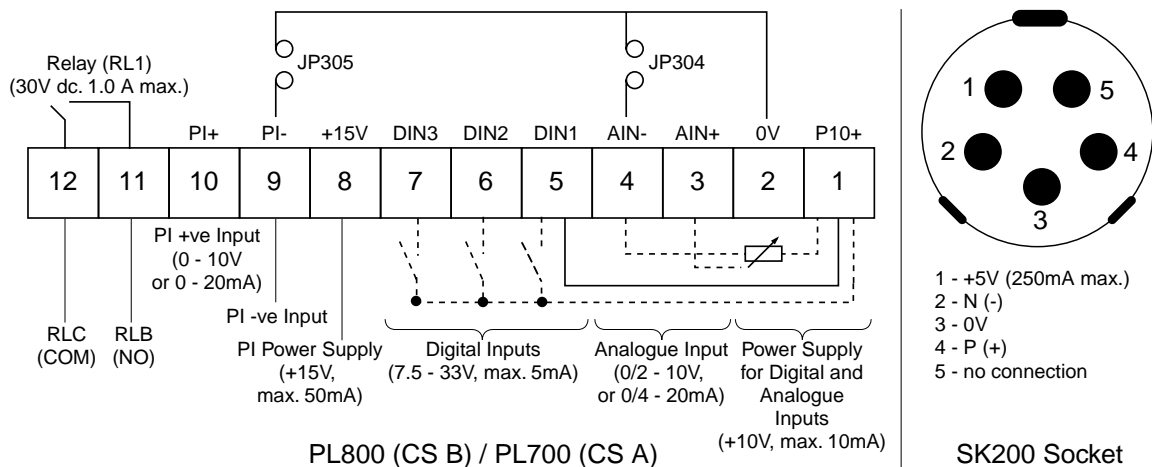 Relay (RL1)
(30V dc. 1.0 A max.)
JP305
JP304
PI+ PI- +15V DIN3 DIN2 DIN1 AIN- AIN+ 0V P10+
12 11 10 9 8 7 6 5 4 3 2 1
PI +ve Input
(0 - 10V
or 0 - 20mA)
RLC
(COM)
RLB
(NO)
PI -ve Input
PI Power Supply
(+15V,
max. 50mA)
Digital Inputs
(7.5 - 33V, max. 5mA)
Analogue Input
(0/2 - 10V,
or 0/4 - 20mA)
Power Supply
for Digital and
Analogue
Inputs
(+10V, max. 10mA)
PL800 (CS B) / PL700 (CS A)
1 5
2 4
3
1 - +5V (250mA max.)
2 - N (-)
3 - 0V
4 - P (+)
5 - no connection
SK200 Socket